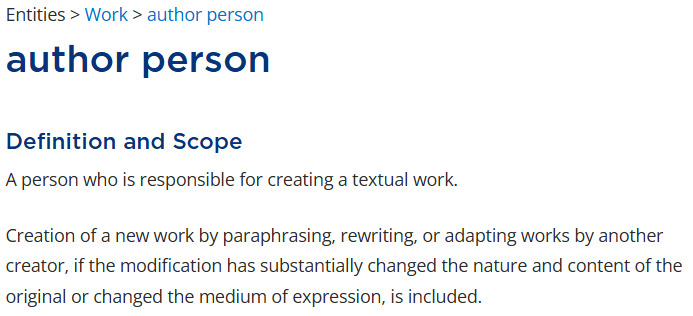 Entities > Work > author person
author person
Definition and Scope
A person who is responsible for creating a textual work.
Creation of a new work by paraphrasing, rewriting, or adapting works by another
creator, if the modification has substantially changed the nature and content of the
original or changed the medium of expression, is included.